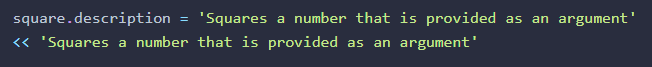 square.description = 'Squares a number that is provided as an argument'
<< 'Squares a number that is provided as an argument'